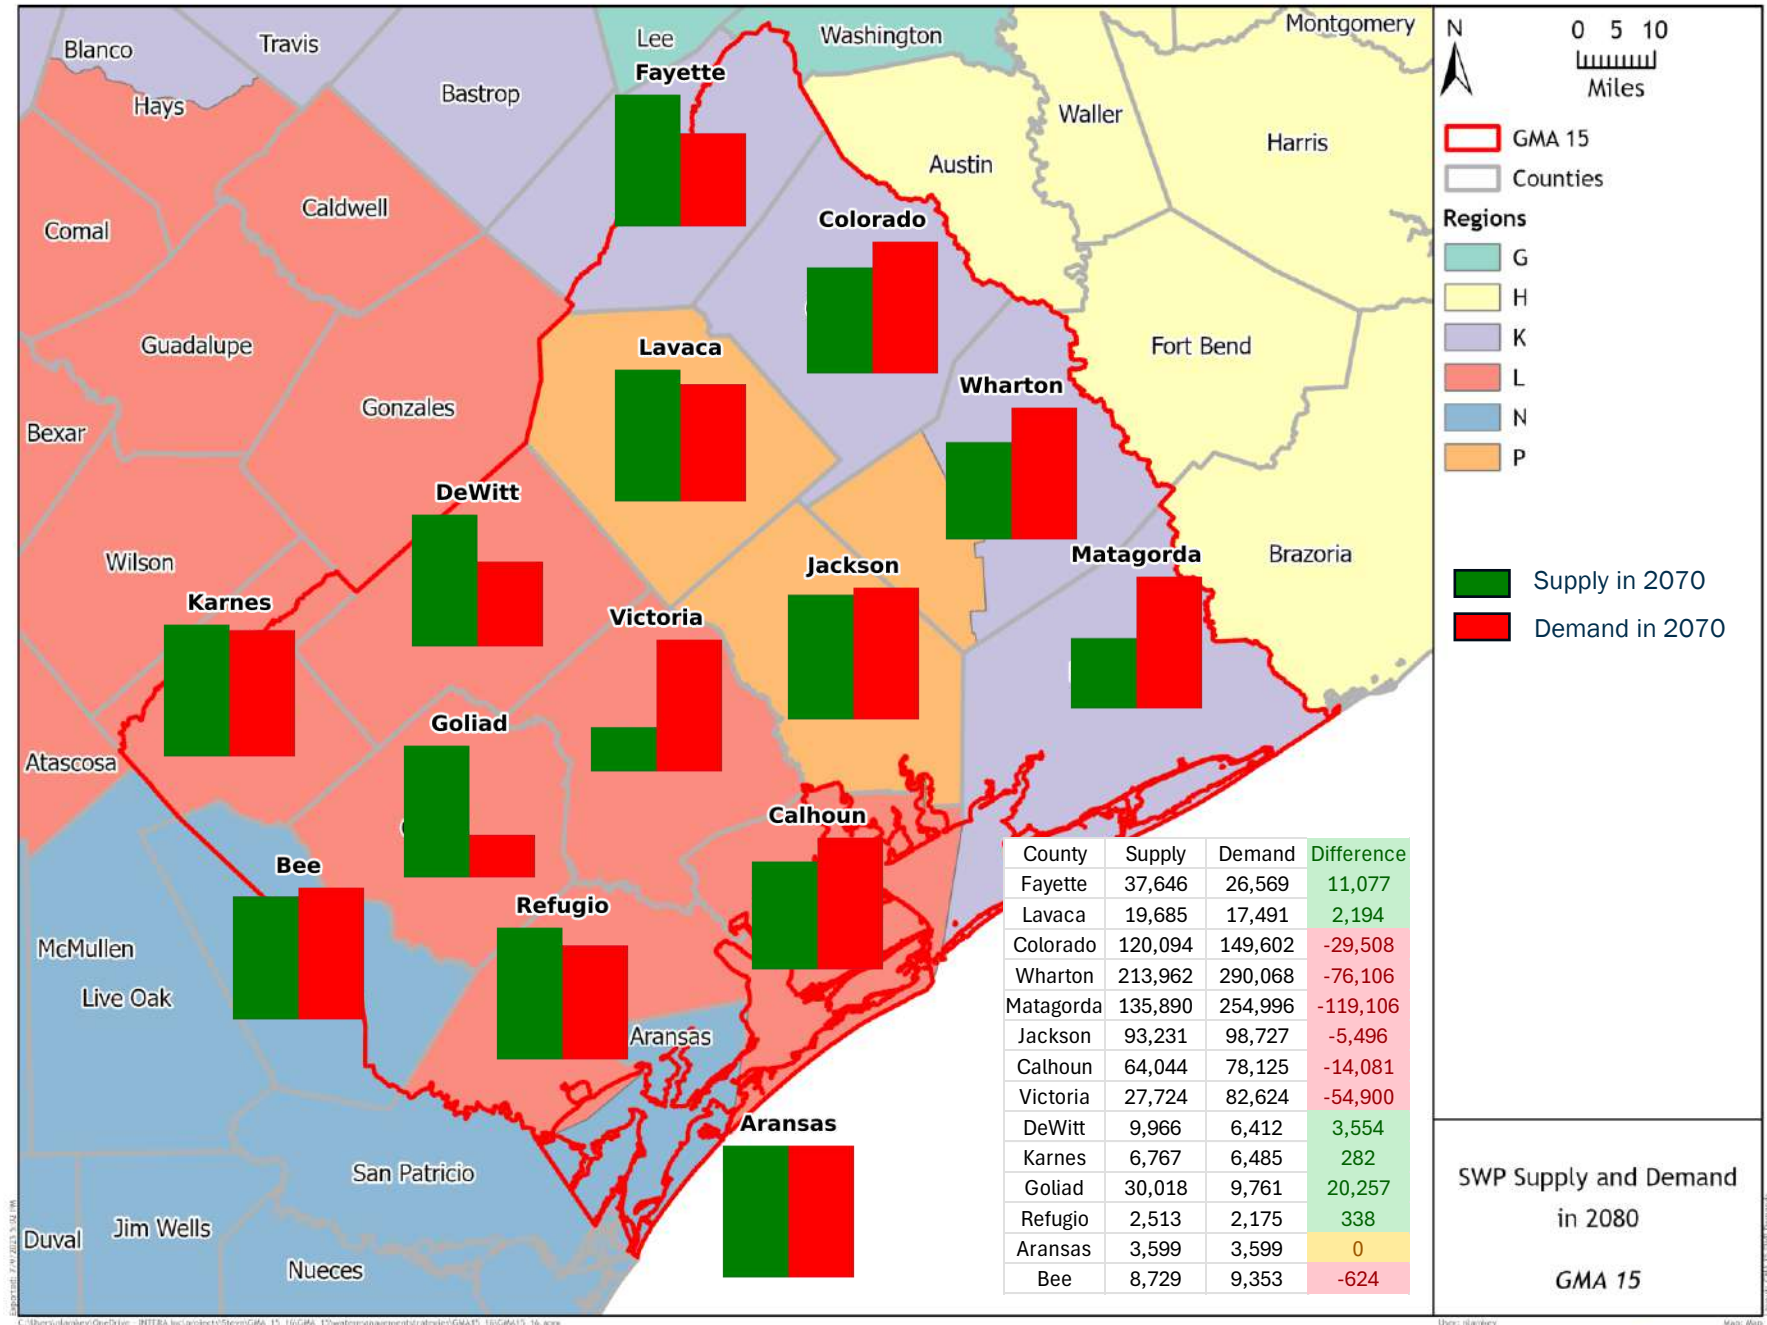 Blanco
Travis
Lee
Washington
Montgomery
Hays
Bastrop
Fayette
Waller
Harris
Austin
Comal
Caldwell
Colorado
Guadalupe
Lavaca
Fort Bend
Bexar
Gonzales
Wharton
DeWitt
Wilson
Jackson
Matagorda
Brazoria
Karnes
Victoria
Goliad
Atascosa
Calhoun
Bee
Refugio
McMullen
Live Oak
Aransas
Aransas
San Patricio
Duval
Jim Wells
Nueces
County Supply Demand Difference
Fayette 37,646 26,569 11,077
Lavaca 19,685 17,491 2,194
Colorado 120,094 149,602 -29,508
Wharton 213,962 290,068 -76,106
Matagorda 135,890 254,996 -119,106
Jackson 93,231 98,727 -5,496
Calhoun 64,044 78,125 -14,081
Victoria 27,724 82,624 -54,900
DeWitt 9,966 6,412 3,554
Karnes 6,767 6,485 282
Goliad 30,018 9,761 20,257
Refugio 2,513 2,175 338
Aransas 3,599 3,599 0
Bee 8,729 9,353 -624
N
0 5 10
Miles
GMA 15
Counties
Regions
G
H
K
L
N
P
Supply in 2070
Demand in 2070
SWP Supply and Demand
in 2080
GMA 15